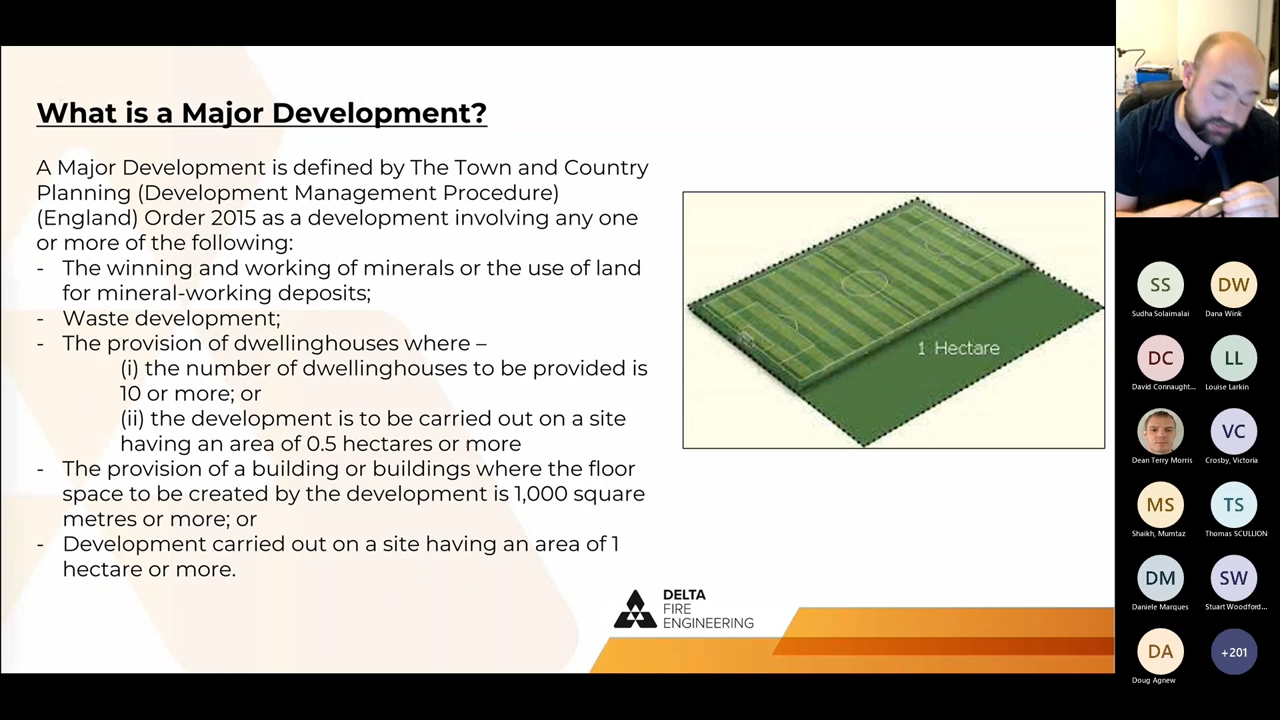 What is a Major Development?
A Major Development is defined by The Town and Country
Planning (Development Management Procedure)
(England) Order 2015 as a development involving any one
or more of the following:
- The winning and working of minerals or the use of land
for mineral-working deposits;
- Waste development;
- The provision of dwellinghouses where –
(i) the number of dwellinghouses to be provided is
10 or more; or
(ii) the development is to be carried out on a site
having an area of 0.5 hectares or more
- The provision of a building or buildings where the floor
space to be created by the development is 1,000 square
metres or more; or
- Development carried out on a site having an area of 1
hectare or more.
1 Hectare
DELTA
FIRE
ENGINEERING
SS
Sudha Solaimalai
DW
Dana Wink
DC
David Connaught...
LL
Louise Larkin
Dean Terry Morris
VC
Crosby, Victoria
MS
Shaikh, Mumtaz
TS
Thomas SCULLION
DM
Daniele Marques
SW
Stuart Woodford...
DA
Doug Agnew
+201